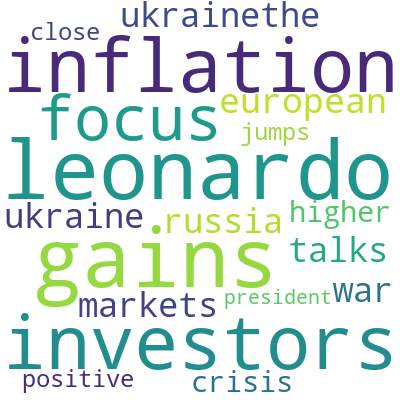 ukrainethe
close
inflation
focus
european
jumps
leonardo
ukraine
russia
higher
gains
talks
markets
president
war
investors
positive
crisis